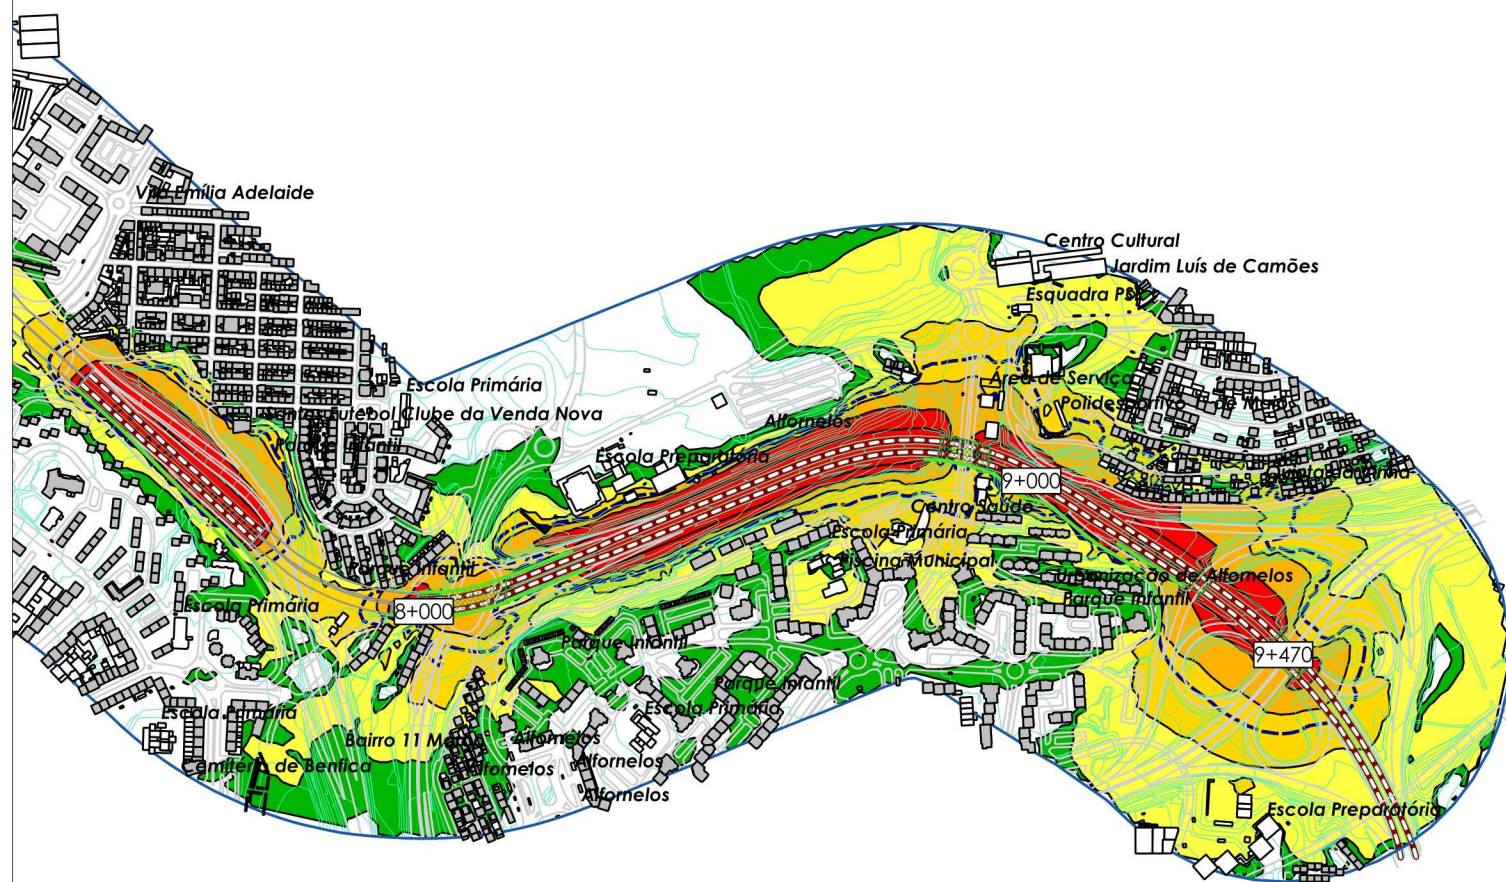 Vila Emília Adelaide
Centro Cultural
Jardim Luís de Camões
Esquadra PSP
Área de Serviço
Escola Primária
Futebol Clube da Venda Nova
Polidesportivo
Alfornelos
Parque Infantil
Escola Preparatória
9+000
Centro Saúde
Escola Primária
Piscina Municipal
Parque Infantil
Urbanização de Alfornelos
Parque Infantil
Escola Primária
8+000
Parque Infantil
9+470
Parque Infantil
Escola Primária
Escola Primária
Bairro 11 Março
Alfornelos
Cemitério de Benfica
Alfornelos
Alfornelos
Alfornelos
Escola Preparatória